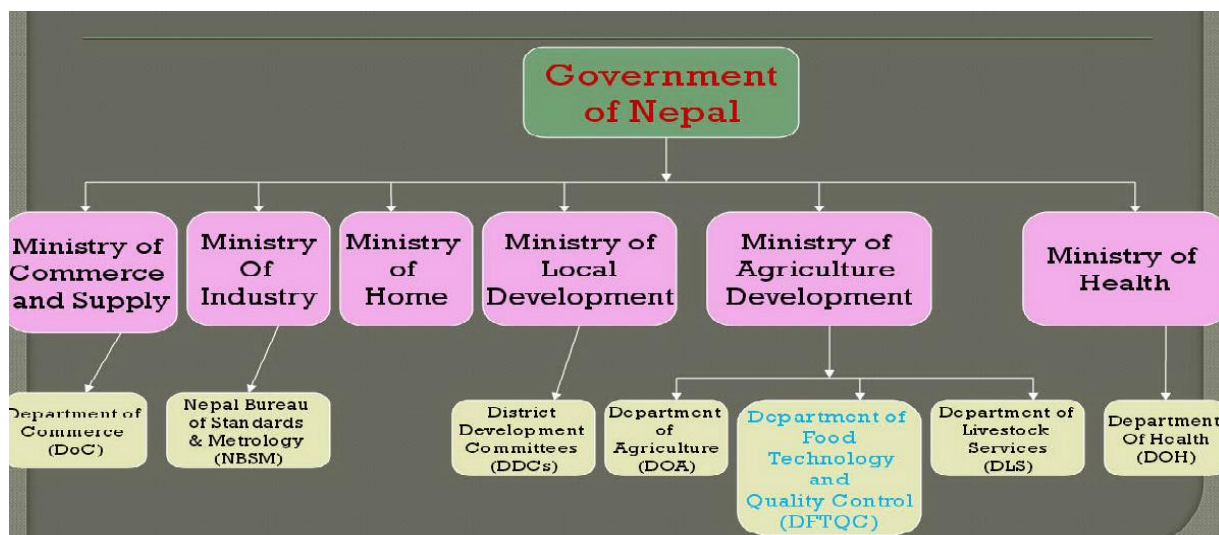 Government
of Nepal
Ministry of
Commerce
and Supply
Ministry
Of
Industry
Ministry
of
Home
Ministry of
Local
Development
Ministry of
Agriculture
Development
Ministry of
Health
Department of
Commerce
(DoC)
Nepal Bureau
of Standards
& Metrology
(NBSM)
District
Development
Committees
(DDCs)
Department
of
Agriculture
(DOA)
Department of
Food
Technology
and
Quality Control
(DFTQC)
Department of
Livestock
Services
(DLS)
Department
Of Health
(DOH)